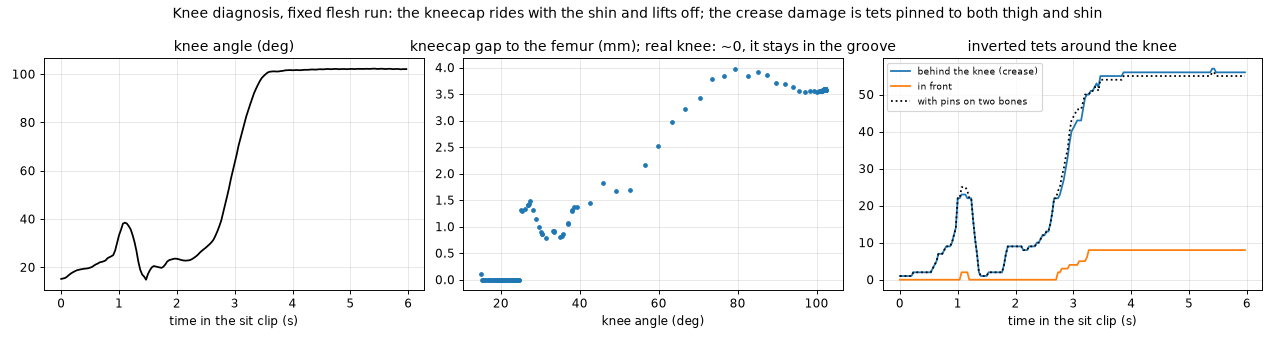 Knee diagnosis, fixed flesh run: the kneecap rides with the shin and lifts off; the crease damage is tets pinned to both thigh and shin
knee angle (deg)
100
80
60
40
20
0 1 2 3 4 5 6
time in the sit clip (s)
kneecap gap to the femur (mm); real knee: ~0, it stays in the groove
4.0
3.5
3.0
2.5
2.0
1.5
1.0
0.5
0.0
20 40 60 80 100
knee angle (deg)
inverted tets around the knee
behind the knee (crease)
in front
with pins on two bones
50
40
30
20
10
0
0 1 2 3 4 5 6
time in the sit clip (s)